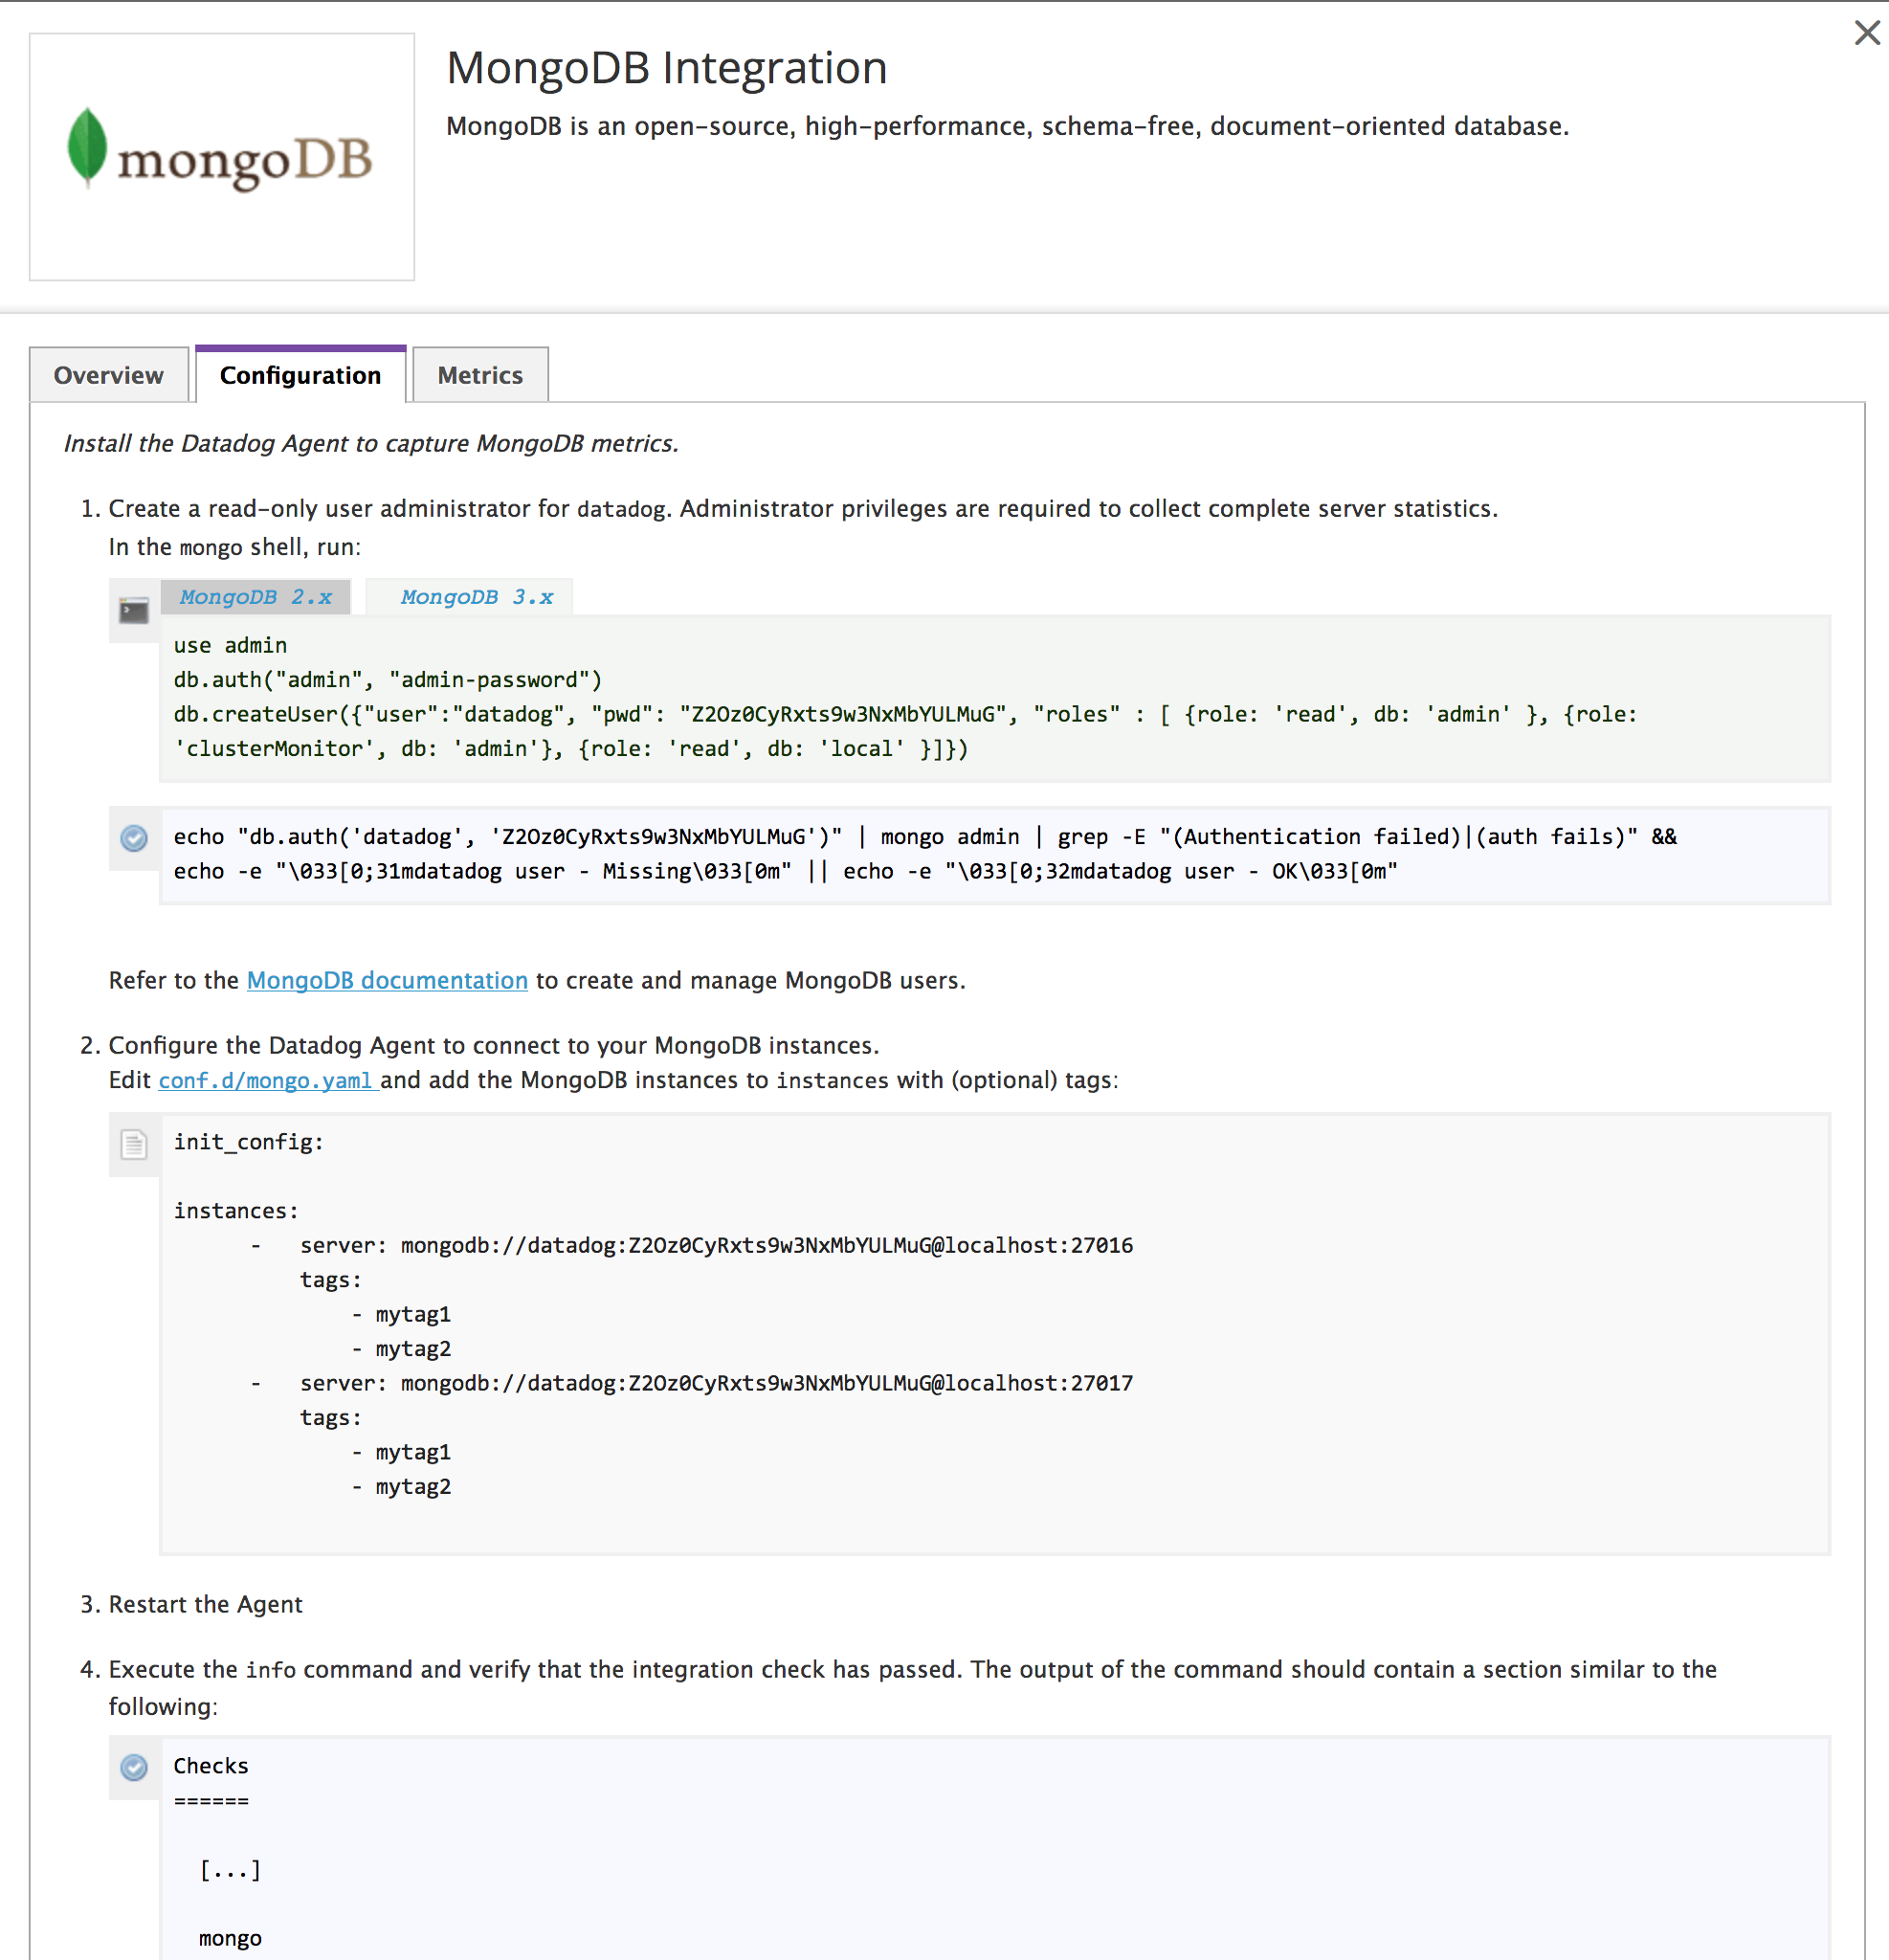 mongoDB
MongoDB Integration
MongoDB is an open-source, high-performance, schema-free, document-oriented database.
Overview
Configuration
Metrics
Install the Datadog Agent to capture MongoDB metrics.
1. Create a read-only user administrator for datadog. Administrator privileges are required to collect complete server statistics.
In the mongo shell, run:
MongoDB 2.x
MongoDB 3.x
use admin
db.auth("admin", "admin-password")
db.createUser({"user":"datadog", "pwd": "Z2Oz0CyRxts9w3NxMbYULMuG", "roles" : [ {role: 'read', db: 'admin' }, {role:
'clusterMonitor', db: 'admin'}, {role: 'read', db: 'local' }]})
echo "db.auth('datadog', 'Z2Oz0CyRxts9w3NxMbYULMuG')" | mongo admin | grep -E "(Authentication failed)|(auth fails)" &&
echo -e "\033[0;31mdatadog user - Missing\033[0m" || echo -e "\033[0;32mdatadog user - OK\033[0m"
Refer to the MongoDB documentation to create and manage MongoDB users.
2. Configure the Datadog Agent to connect to your MongoDB instances.
Edit conf.d/mongo.yaml and add the MongoDB instances to instances with (optional) tags:
init_config:
instances:
- server: mongodb://datadog:Z2Oz0CyRxts9w3NxMbYULMuG@localhost:27016
tags:
- mytag1
- mytag2
- server: mongodb://datadog:Z2Oz0CyRxts9w3NxMbYULMuG@localhost:27017
tags:
- mytag1
- mytag2
3. Restart the Agent
4. Execute the info command and verify that the integration check has passed. The output of the command should contain a section similar to the
following:
Checks
======
[...]
mongo